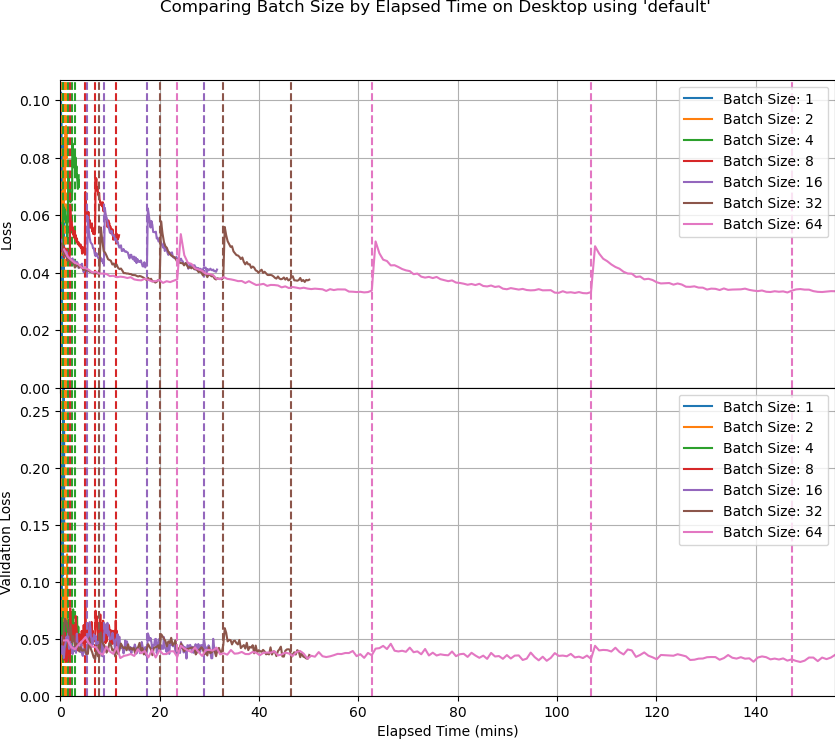 Comparing Batch Size by Elapsed Time on Desktop using 'default'
Loss
0.10
0.08
0.06
0.04
0.02
0.00
Batch Size: 1
Batch Size: 2
Batch Size: 4
Batch Size: 8
Batch Size: 16
Batch Size: 32
Batch Size: 64
Validation Loss
0.25
0.20
0.15
0.10
0.05
0.00
Batch Size: 1
Batch Size: 2
Batch Size: 4
Batch Size: 8
Batch Size: 16
Batch Size: 32
Batch Size: 64
0 20 40 60 80 100 120 140
Elapsed Time (mins)